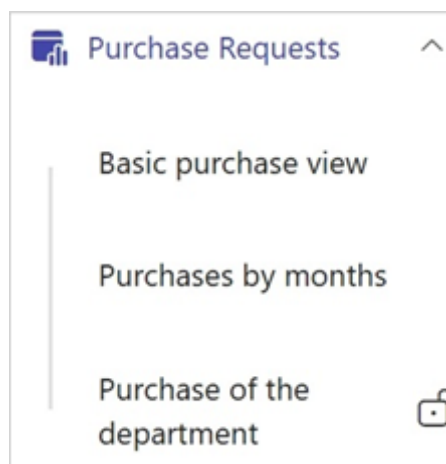 Purchase Requests
Basic purchase view
Purchases by months
Purchase of the
department